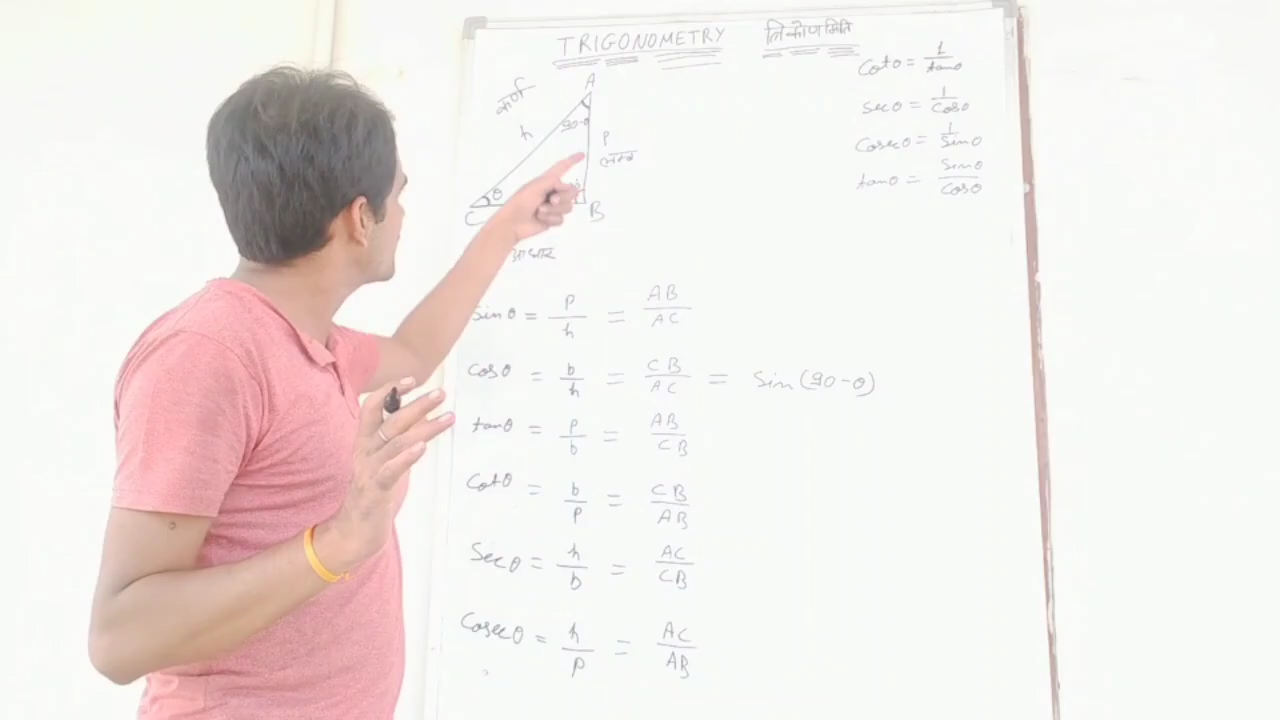 TRIGONOMETRY त्रिकोणमिति
cotθ = 1/tanθ
secθ = 1/cosθ
cosecθ = 1/sinθ
tanθ = sinθ/cosθ
A
कर्ण
h
90-θ
P
लम्ब
θ
C
B
आधार
sinθ = P/h = AB/AC
cosθ = b/h = CB/AC = sin(90-θ)
tanθ = P/b = AB/CB
cotθ = b/P = CB/AB
secθ = h/b = AC/CB
cosecθ = h/P = AC/AB